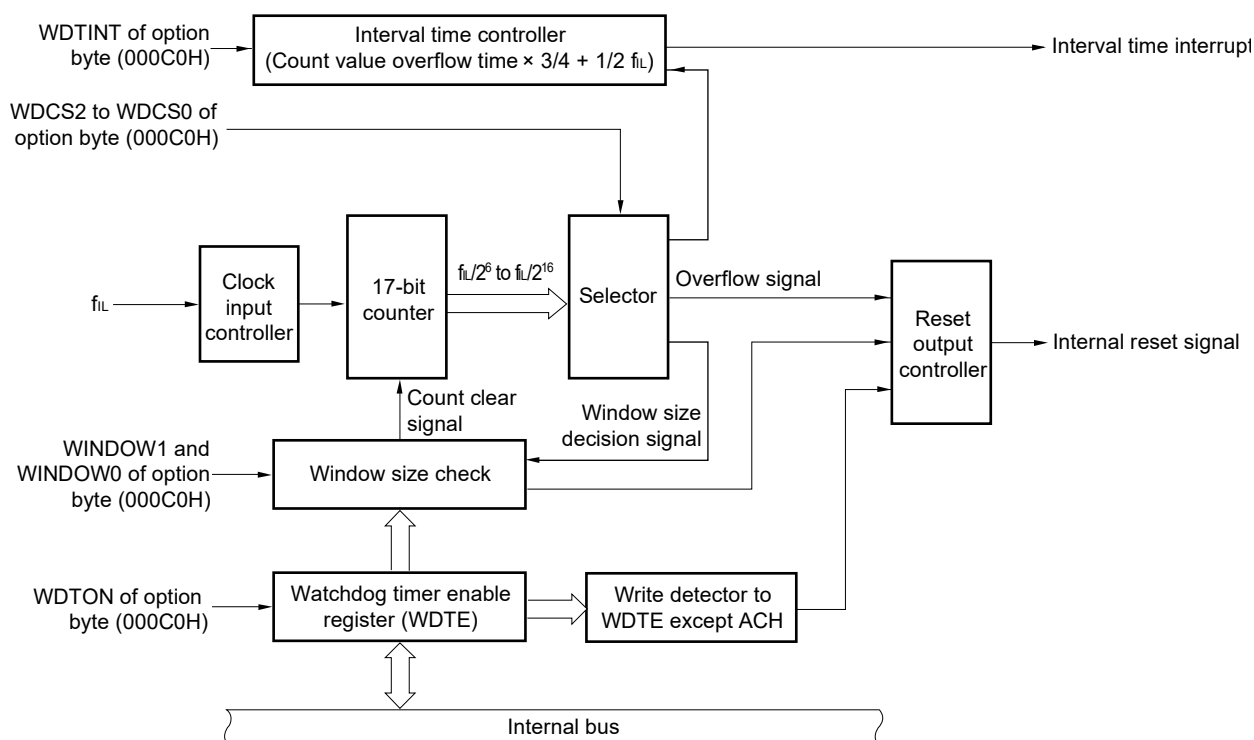 WDTINT of option
byte (000C0H)
Interval time controller
(Count value overflow time × 3/4 + 1/2 fIL)
Interval time interrupt
WDCS2 to WDCS0 of
option byte (000C0H)
fIL
Clock
input
controller
17-bit
counter
fIL/2⁶ to fIL/2¹⁶
Selector
Overflow signal
Reset
output
controller
Internal reset signal
Count clear
signal
Window size
decision signal
WINDOW1 and
WINDOW0 of option
byte (000C0H)
Window size check
WDTON of option
byte (000C0H)
Watchdog timer enable
register (WDTE)
Write detector to
WDTE except ACH
Internal bus